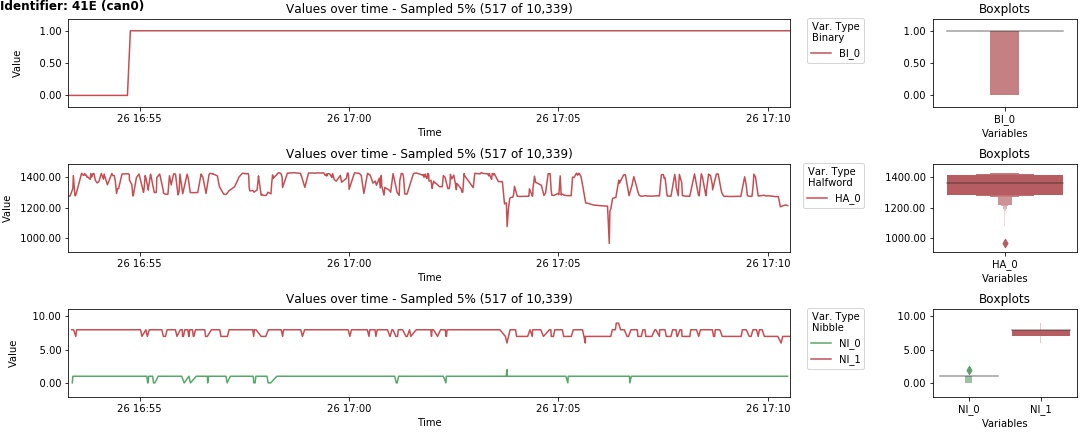 Identifier: 41E (can0)
Values over time - Sampled 5% (517 of 10,339)
Boxplots
Value
1.00
0.50
0.00
26 16:55
26 17:00
26 17:05
26 17:10
Time
Var. Type
Binary
BI_0
1.00
0.50
0.00
BI_0
Variables
Values over time - Sampled 5% (517 of 10,339)
Boxplots
Value
1400.00
1200.00
1000.00
26 16:55
26 17:00
26 17:05
26 17:10
Time
Var. Type
Halfword
HA_0
1400.00
1200.00
1000.00
HA_0
Variables
Values over time - Sampled 5% (517 of 10,339)
Boxplots
Value
10.00
5.00
0.00
26 16:55
26 17:00
26 17:05
26 17:10
Time
Var. Type
Nibble
NI_0
NI_1
10.00
5.00
0.00
NI_0
NI_1
Variables